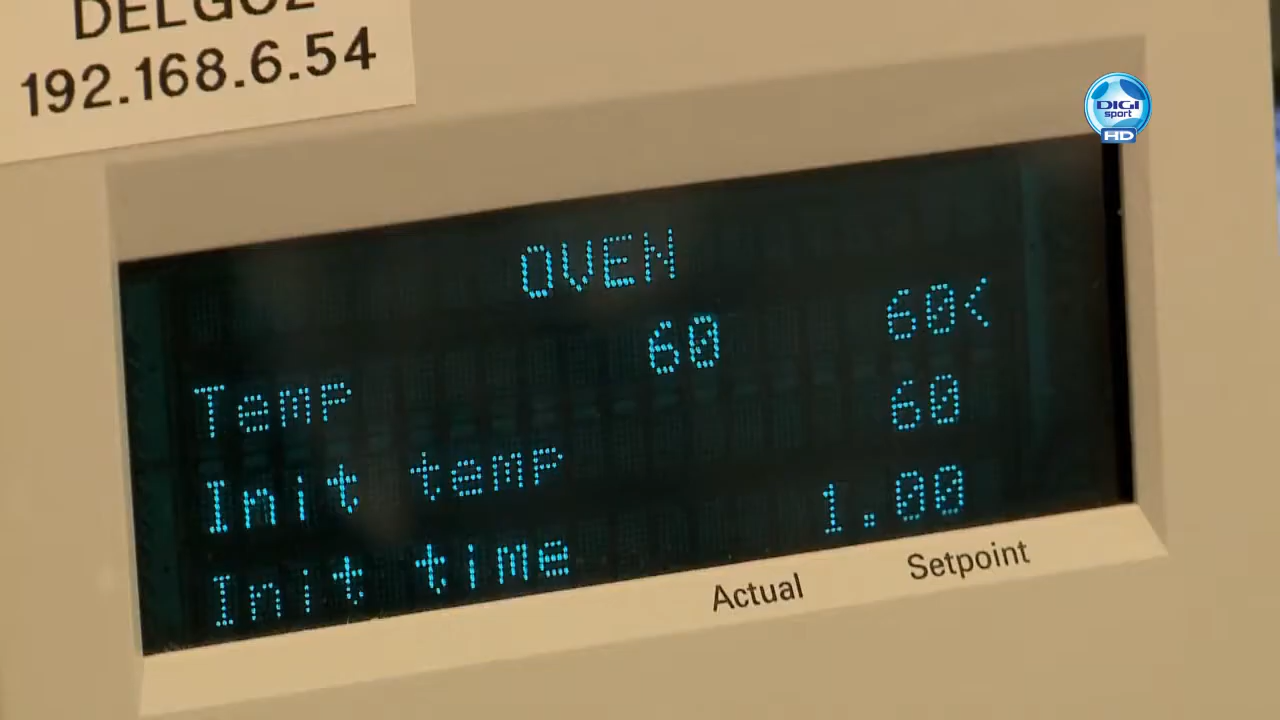 192.168.6.54
DIGI
sport
HD
OVEN
Temp 60 60<
Init temp 60
Init time 1.00
Actual Setpoint